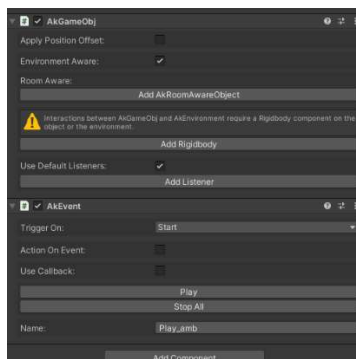 AkGameObj
Apply Position Offset:
Environment Aware:
Room Aware:
Add AkRoomAwareObject
Interactions between AkGameObj and AkEnvironment require a Rigidbody component on the
object or the environment.
Add Rigidbody
Use Default Listeners:
Add Listener
AkEvent
Trigger On: Start
Action On Event:
Use Callback:
Play
Stop All
Name: Play_amb
Add Component